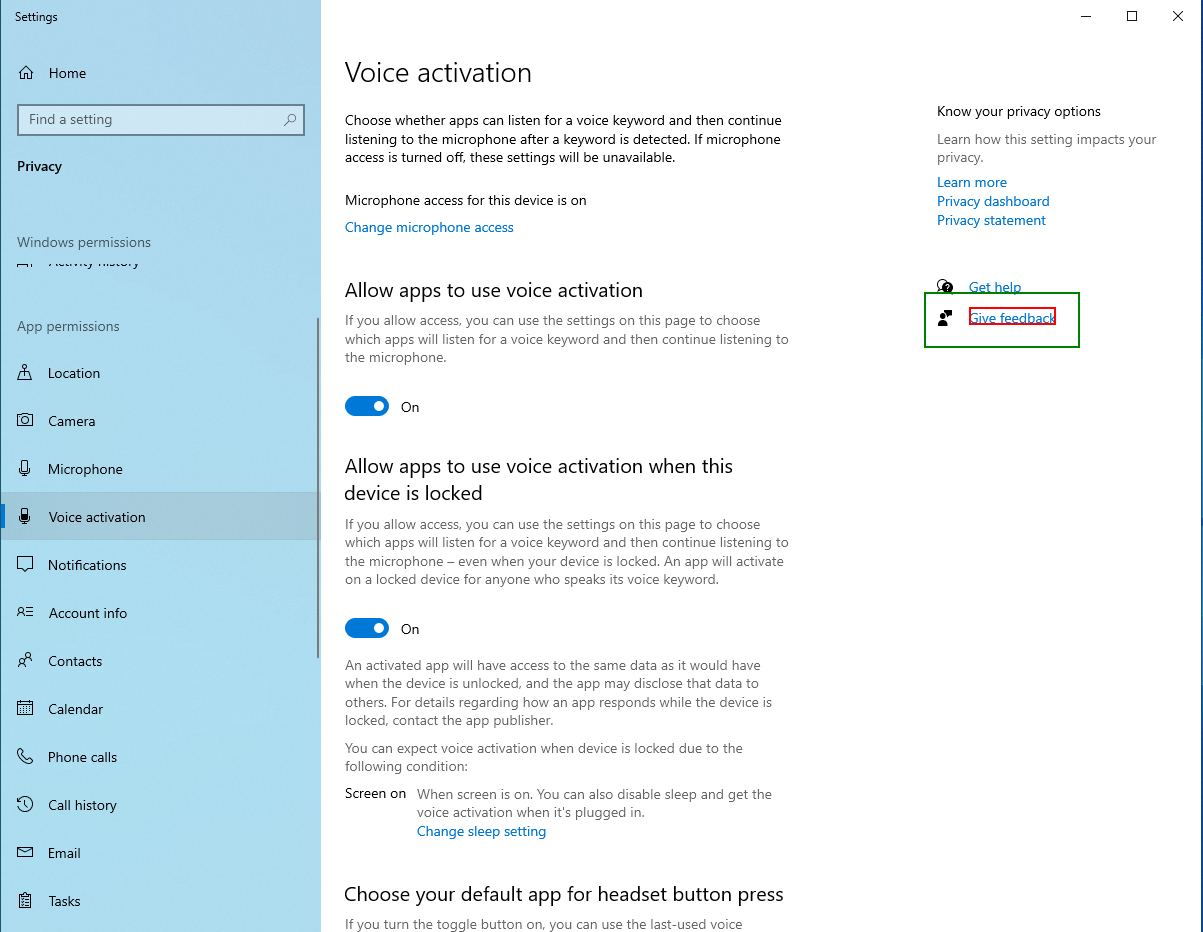 Settings
Home
Find a setting
Privacy
Windows permissions
Activity history
App permissions
Location
Camera
Microphone
Voice activation
Notifications
Account info
Contacts
Calendar
Phone calls
Call history
Email
Tasks
Voice activation
Choose whether apps can listen for a voice keyword and then continue
listening to the microphone after a keyword is detected. If microphone
access is turned off, these settings will be unavailable.
Microphone access for this device is on
Change microphone access
Allow apps to use voice activation
If you allow access, you can use the settings on this page to choose
which apps will listen for a voice keyword and then continue listening to
the microphone.
On
Allow apps to use voice activation when this
device is locked
If you allow access, you can use the settings on this page to choose
which apps will listen for a voice keyword and then continue listening to
the microphone – even when your device is locked. An app will activate
on a locked device for anyone who speaks its voice keyword.
On
An activated app will have access to the same data as it would have
when the device is unlocked, and the app may disclose that data to
others. For details regarding how an app responds while the device is
locked, contact the app publisher.
You can expect voice activation when device is locked due to the
following condition:
Screen on When screen is on. You can also disable sleep and get the
voice activation when it's plugged in.
Change sleep setting
Choose your default app for headset button press
If you turn the toggle button on, you can use the last-used voice
Know your privacy options
Learn how this setting impacts your
privacy.
Learn more
Privacy dashboard
Privacy statement
Get help
Give feedback